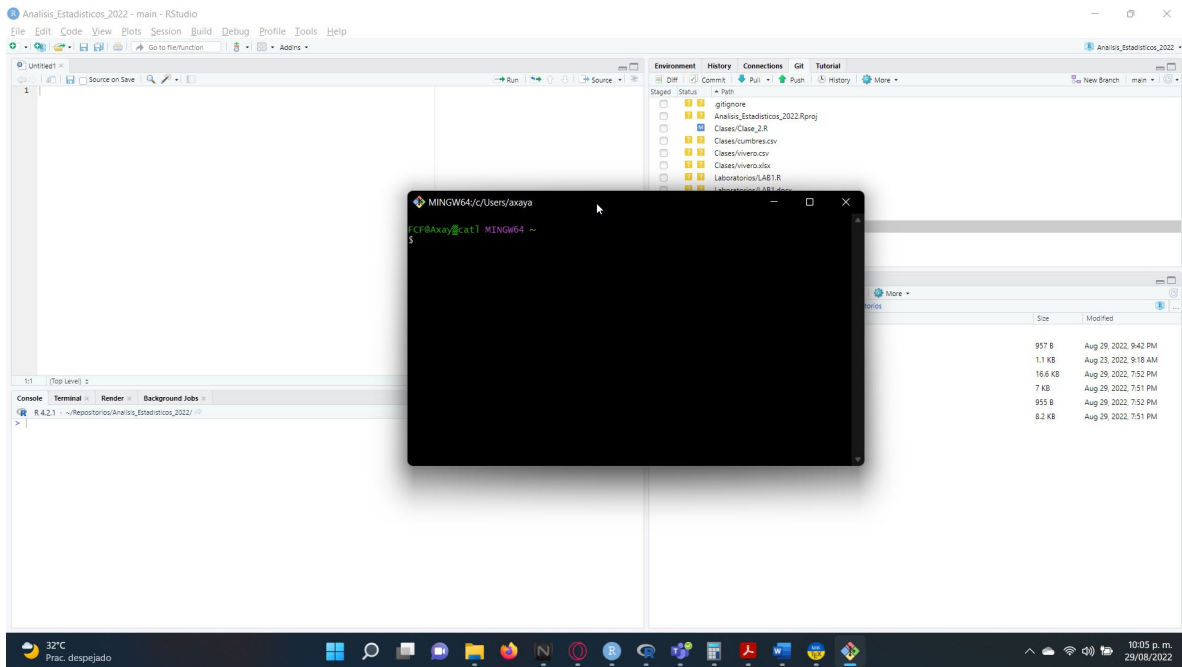 Analisis_Estadisticos_2022 - main - RStudio
File Edit Code View Plots Session Build Debug Profile Tools Help
Go to file/function Addins Analisis_Estadisticos_2022
Untitled1
Source on Save Run Source
1
1:1 (Top Level)
Console Terminal Render Background Jobs
R 4.2.1 · ~/Repositorios/Analisis_Estadisticos_2022/
>
Environment History Connections Git Tutorial
Diff Commit Pull Push History More New Branch main
Staged Status Path
.gitignore
Analisis_Estadisticos_2022.Rproj
M Clases/Clase_2.R
Clases/cumbres.csv
Clases/vivero.csv
Clases/vivero.xlsx
Laboratorios/LAB1.R
Laboratorios/LAB1.docx
MINGW64:/c/Users/axaya
FCF@Axay▒catl MINGW64 ~
$
More
torios
Size Modified
957 B Aug 29, 2022, 9:42 PM
1.1 KB Aug 23, 2022, 9:18 AM
16.6 KB Aug 29, 2022, 7:52 PM
7 KB Aug 29, 2022, 7:51 PM
955 B Aug 29, 2022, 7:52 PM
8.2 KB Aug 29, 2022, 7:51 PM
32°C
Prac. despejado
10:05 p. m.
29/08/2022